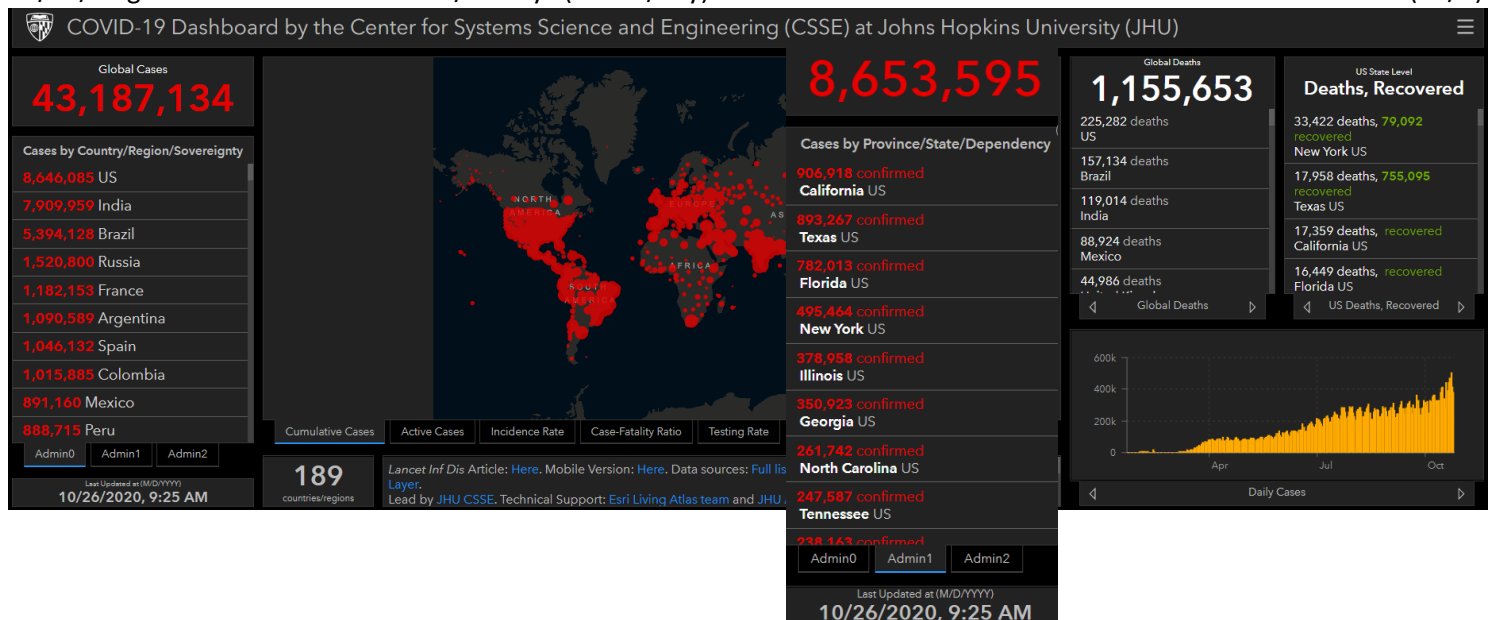 COVID-19 Dashboard by the Center for Systems Science and Engineering (CSSE) at Johns Hopkins University (JHU)
Global Cases
43,187,134
Cases by Country/Region/Sovereignty
8,646,085 US
7,909,959 India
5,394,128 Brazil
1,520,800 Russia
1,182,153 France
1,090,589 Argentina
1,046,132 Spain
1,015,885 Colombia
891,160 Mexico
888,715 Peru
Admin0 Admin1 Admin2
Last Updated at (M/D/YYYY)
10/26/2020, 9:25 AM
NORTH
AMERICA
SOUTH
AMERICA
EUROPE
AFRICA
AS
Cumulative Cases Active Cases Incidence Rate Case-Fatality Ratio Testing Rate
189
countries/regions
Lancet Inf Dis Article: Here. Mobile Version: Here. Data sources: Full lis
Layer.
Lead by JHU CSSE. Technical Support: Esri Living Atlas team and JHU
8,653,595
Cases by Province/State/Dependency
906,918 confirmed
California US
893,267 confirmed
Texas US
782,013 confirmed
Florida US
495,464 confirmed
New York US
378,958 confirmed
Illinois US
350,923 confirmed
Georgia US
261,742 confirmed
North Carolina US
247,587 confirmed
Tennessee US
238,163 confirmed
Admin0 Admin1 Admin2
Last Updated at (M/D/YYYY)
10/26/2020, 9:25 AM
Global Deaths
1,155,653
225,282 deaths
US
157,134 deaths
Brazil
119,014 deaths
India
88,924 deaths
Mexico
44,986 deaths
Global Deaths
US State Level
Deaths, Recovered
33,422 deaths, 79,092
recovered
New York US
17,958 deaths, 755,095
recovered
Texas US
17,359 deaths, recovered
California US
16,449 deaths, recovered
Florida US
US Deaths, Recovered
600k
400k
200k
0
Apr Jul Oct
Daily Cases